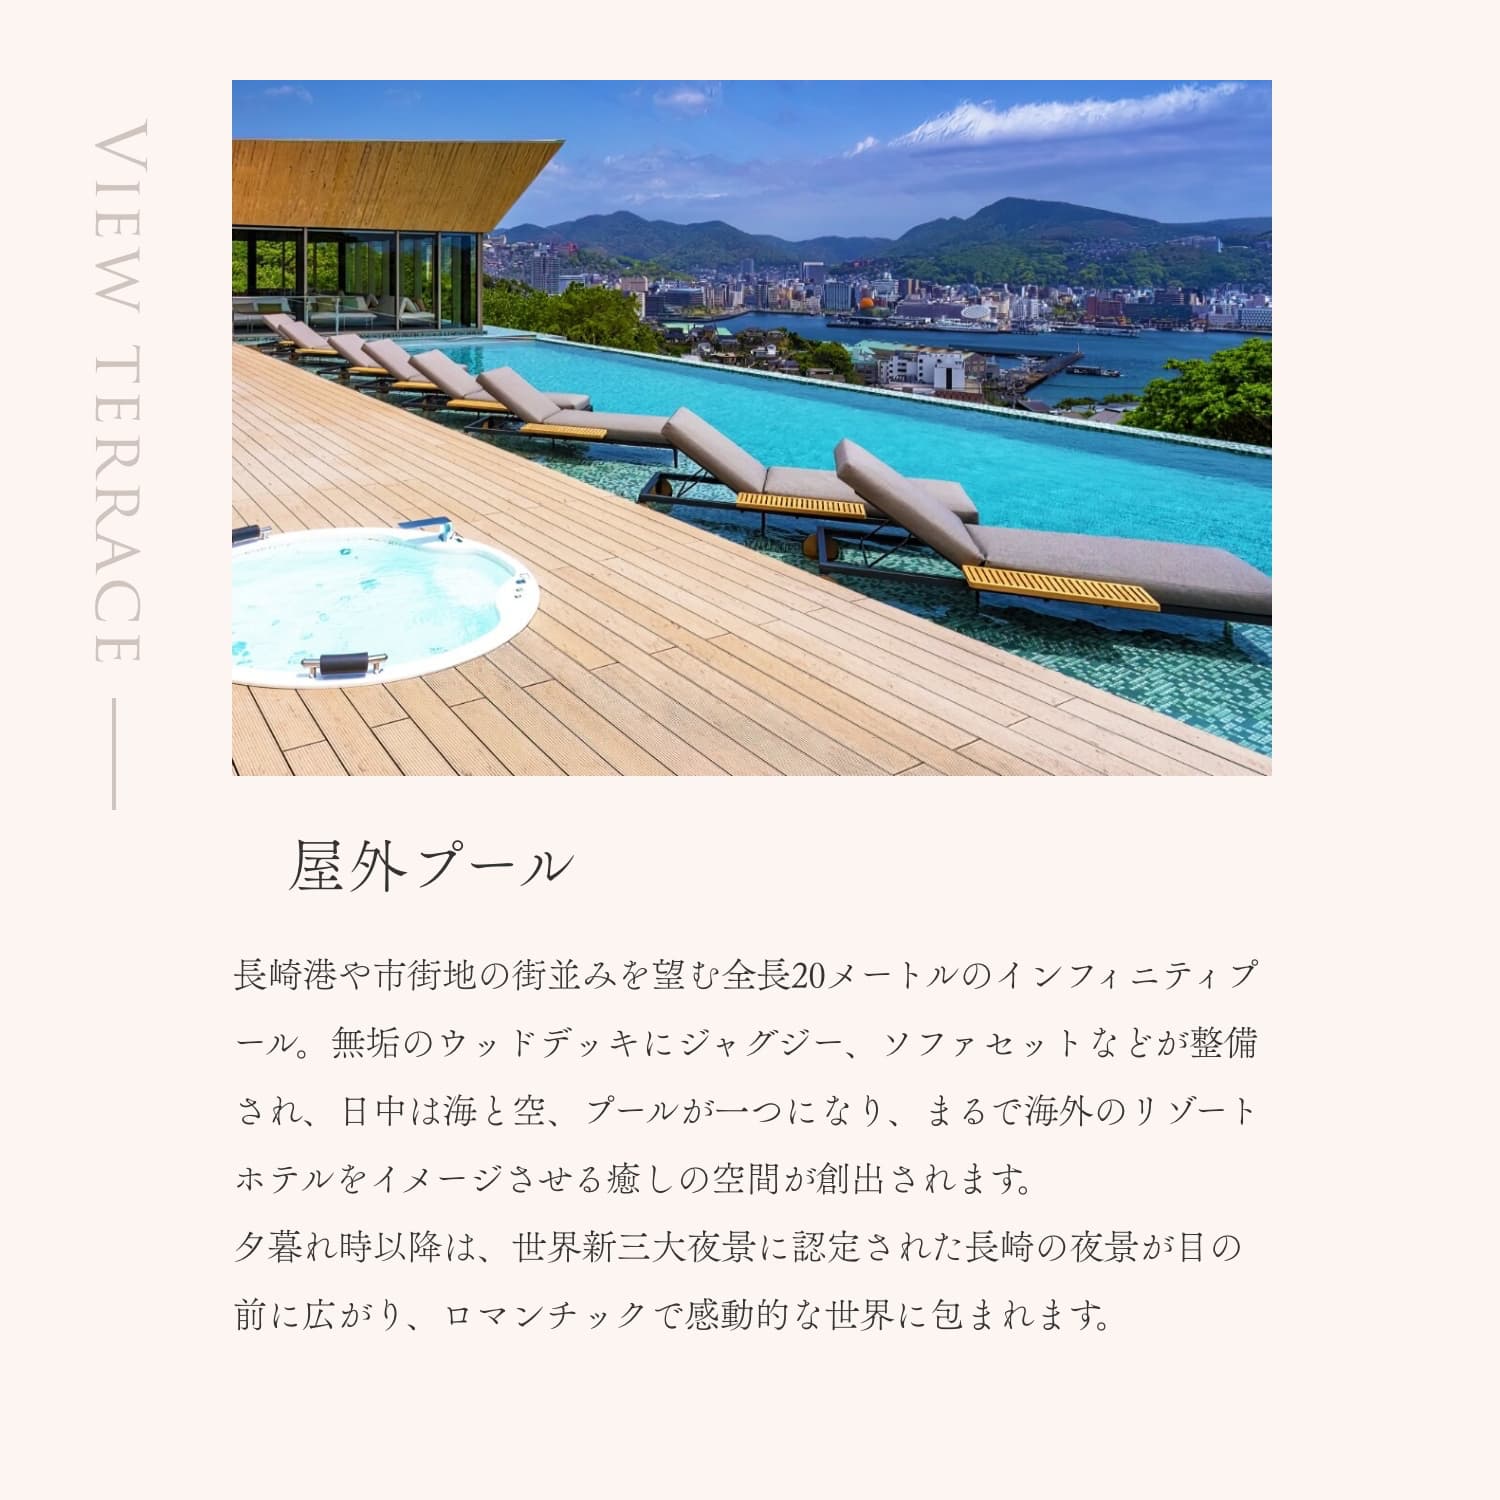 VIEW TERRACE
屋外プール
長崎港や市街地の街並みを望む全長20メートルのインフィニティプ
ール。無垢のウッドデッキにジャグジー、ソファセットなどが整備
され、日中は海と空、プールが一つになり、まるで海外のリゾート
ホテルをイメージさせる癒しの空間が創出されます。
夕暮れ時以降は、世界新三大夜景に認定された長崎の夜景が目の
前に広がり、ロマンチックで感動的な世界に包まれます。